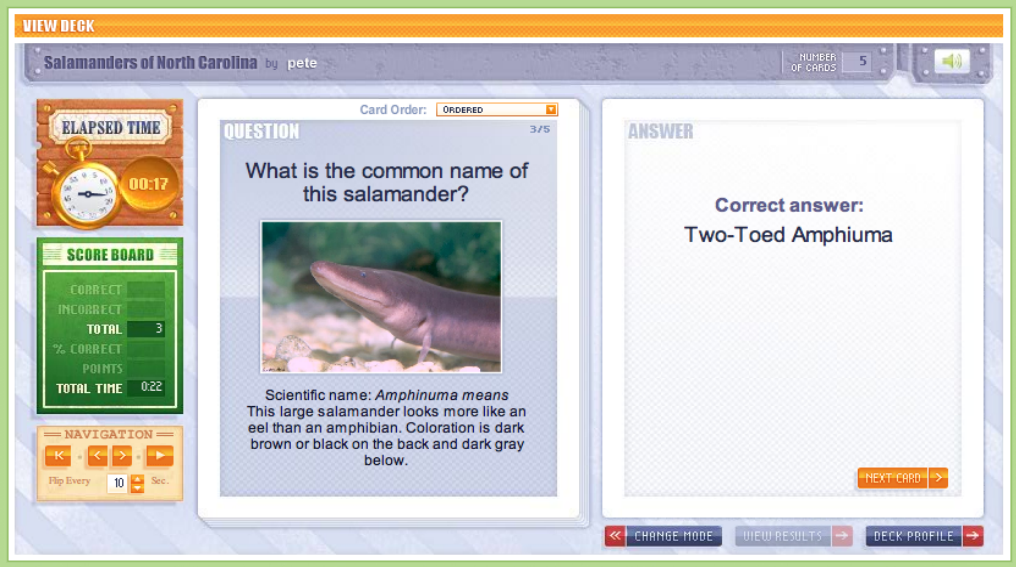 VIEW DECK
Salamanders of North Carolina by pete
NUMBER
OF CARDS
5
ELAPSED TIME
00:17
SCORE BOARD
CORRECT
INCORRECT
TOTAL 3
% CORRECT
POINTS
TOTAL TIME 0:22
NAVIGATION
Flip Every 10 Sec.
Card Order: ORDERED
QUESTION 3/5
What is the common name of
this salamander?
Scientific name: Amphinuma means
This large salamander looks more like an
eel than an amphibian. Coloration is dark
brown or black on the back and dark gray
below.
ANSWER
Correct answer:
Two-Toed Amphiuma
NEXT CARD
CHANGE MODE
VIEW RESULTS
DECK PROFILE